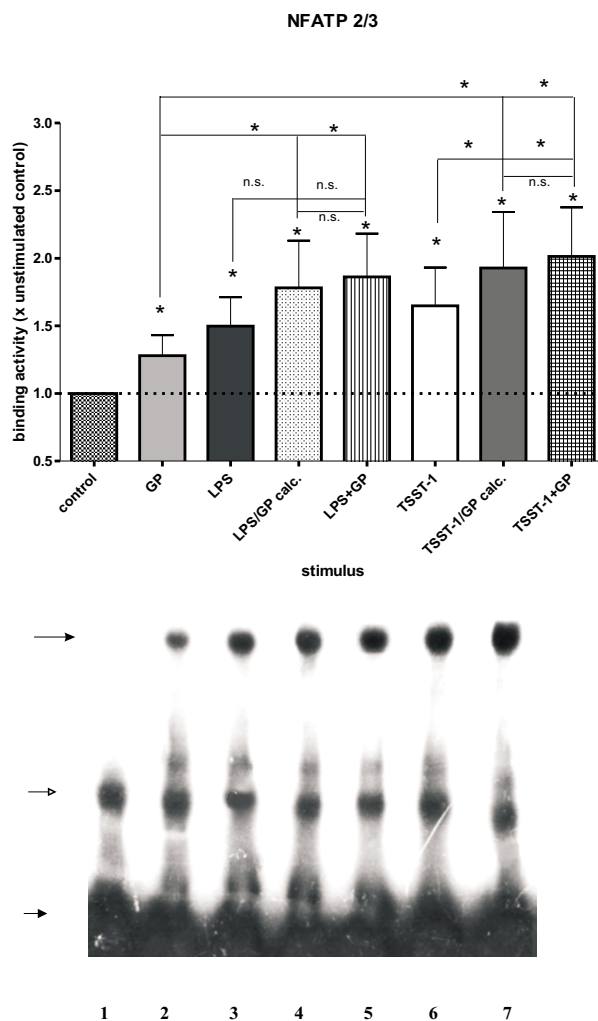 NFATP 2/3
* *
* *
3.0
* *
n.s. n.s. n.s.
2.5
n.s.
* *
* *
*
2.0
*
*
1.5
1.0
0.5
binding activity (x unstimulated control)
control GP LPS LPS/GP calc. LPS+GP TSST-1 TSST-1/GP calc. TSST-1+GP
stimulus
1 2 3 4 5 6 7